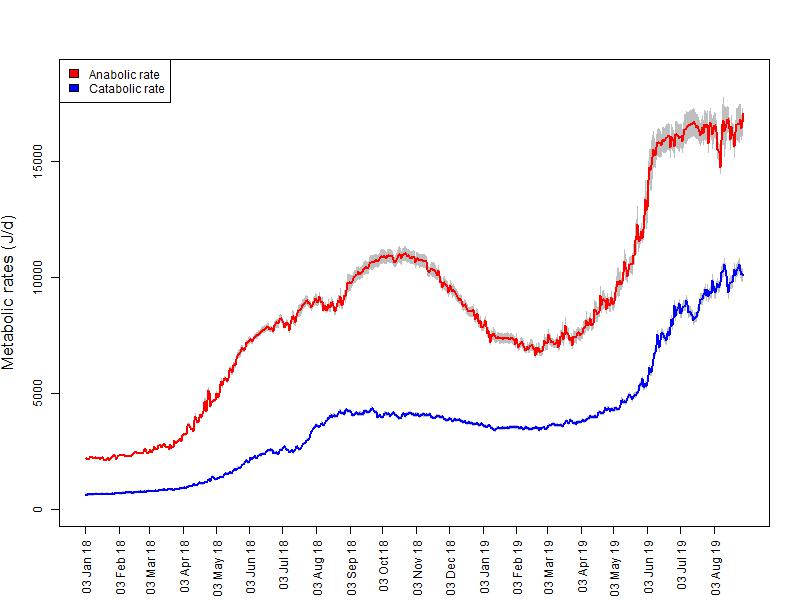 Anabolic rate
Catabolic rate
Metabolic rates (J/d)
15000
10000
5000
0
03 Jan 18
03 Feb 18
03 Mar 18
03 Apr 18
03 May 18
03 Jun 18
03 Jul 18
03 Aug 18
03 Sep 18
03 Oct 18
03 Nov 18
03 Dec 18
03 Jan 19
03 Feb 19
03 Mar 19
03 Apr 19
03 May 19
03 Jun 19
03 Jul 19
03 Aug 19